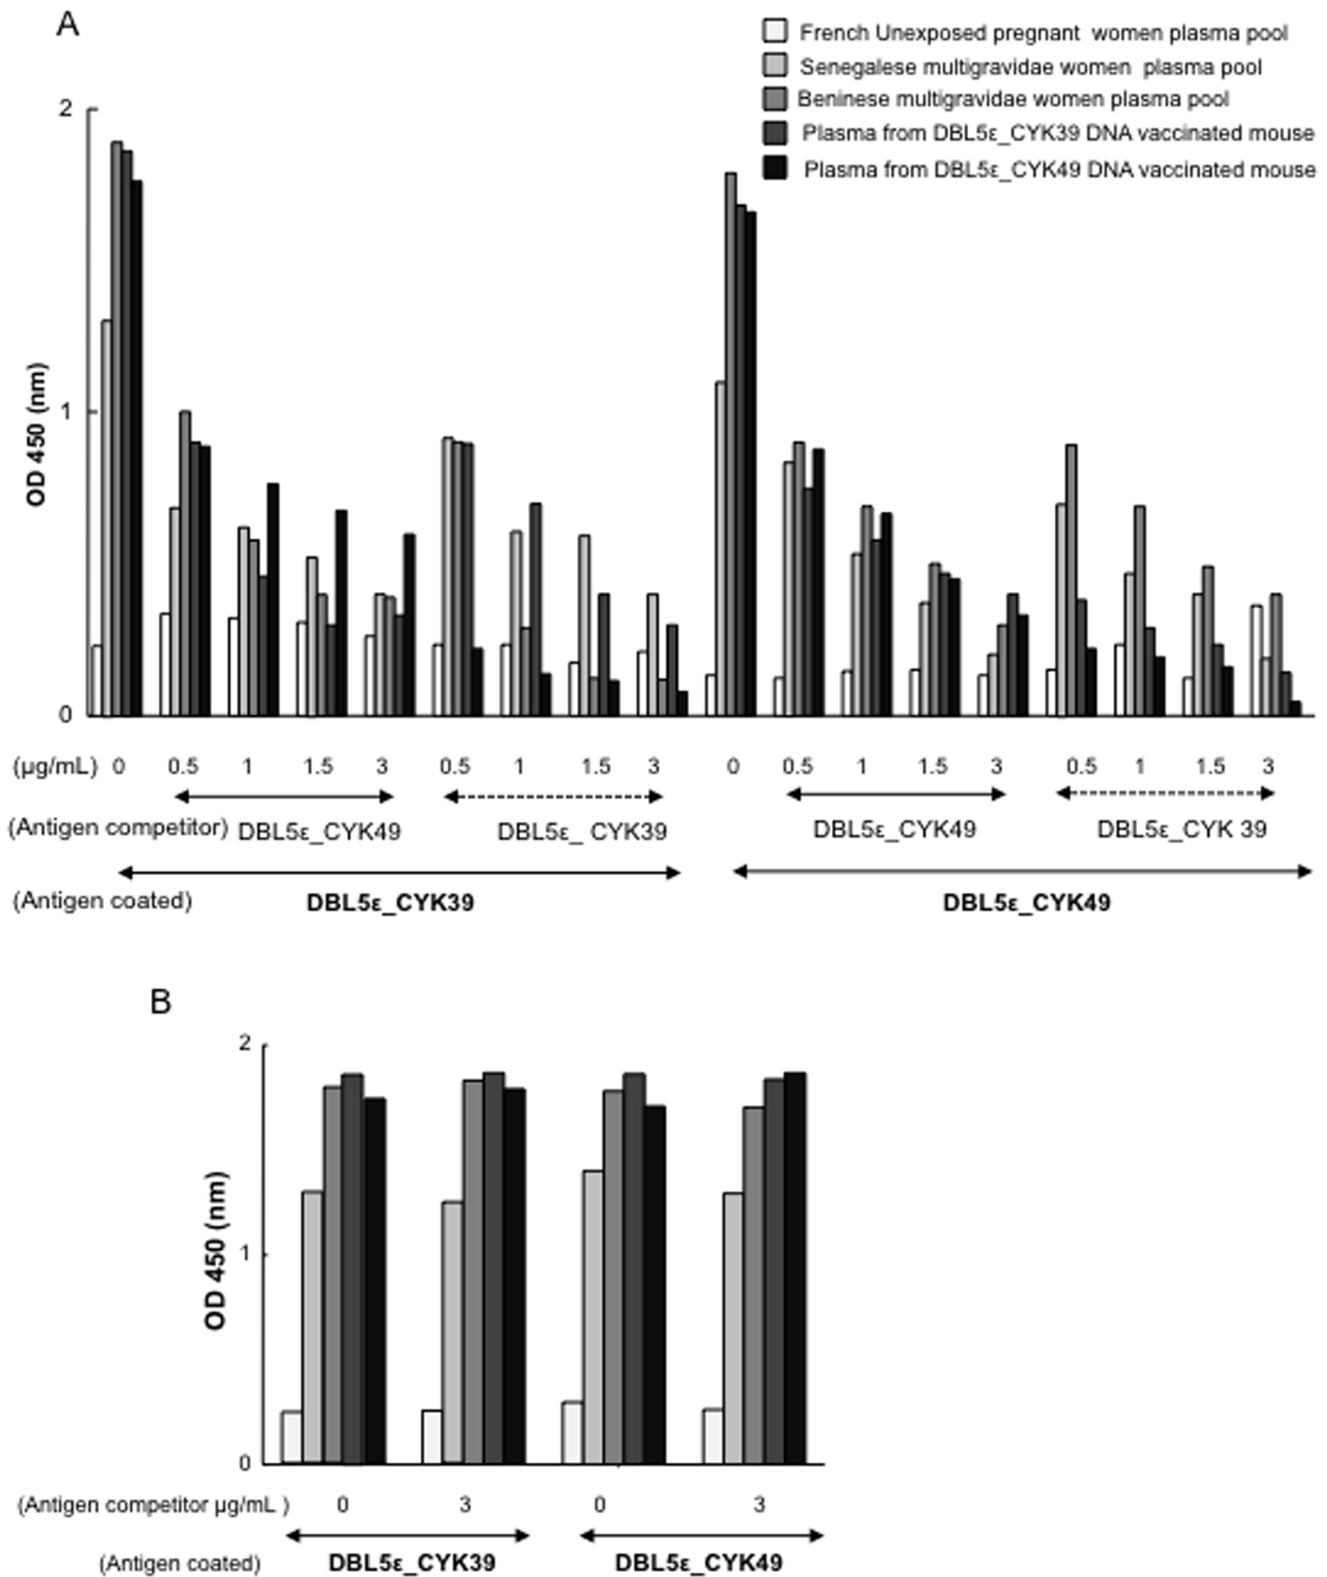 A
French Unexposed pregnant women plasma pool
Senegalese multigravidae women plasma pool
Beninese multigravidae women plasma pool
Plasma from DBL5ε_CYK39 DNA vaccinated mouse
Plasma from DBL5ε_CYK49 DNA vaccinated mouse
2
1
0
OD 450 (nm)
(µg/mL) 0 0.5 1 1.5 3 0.5 1 1.5 3 0 0.5 1 1.5 3 0.5 1 1.5 3
(Antigen competitor) DBL5ε_CYK49 DBL5ε_ CYK39 DBL5ε_CYK49 DBL5ε_CYK 39
(Antigen coated) DBL5ε_CYK39 DBL5ε_CYK49
B
2
1
0
OD 450 (nm)
(Antigen competitor µg/mL ) 0 3 0 3
(Antigen coated) DBL5ε_CYK39 DBL5ε_CYK49